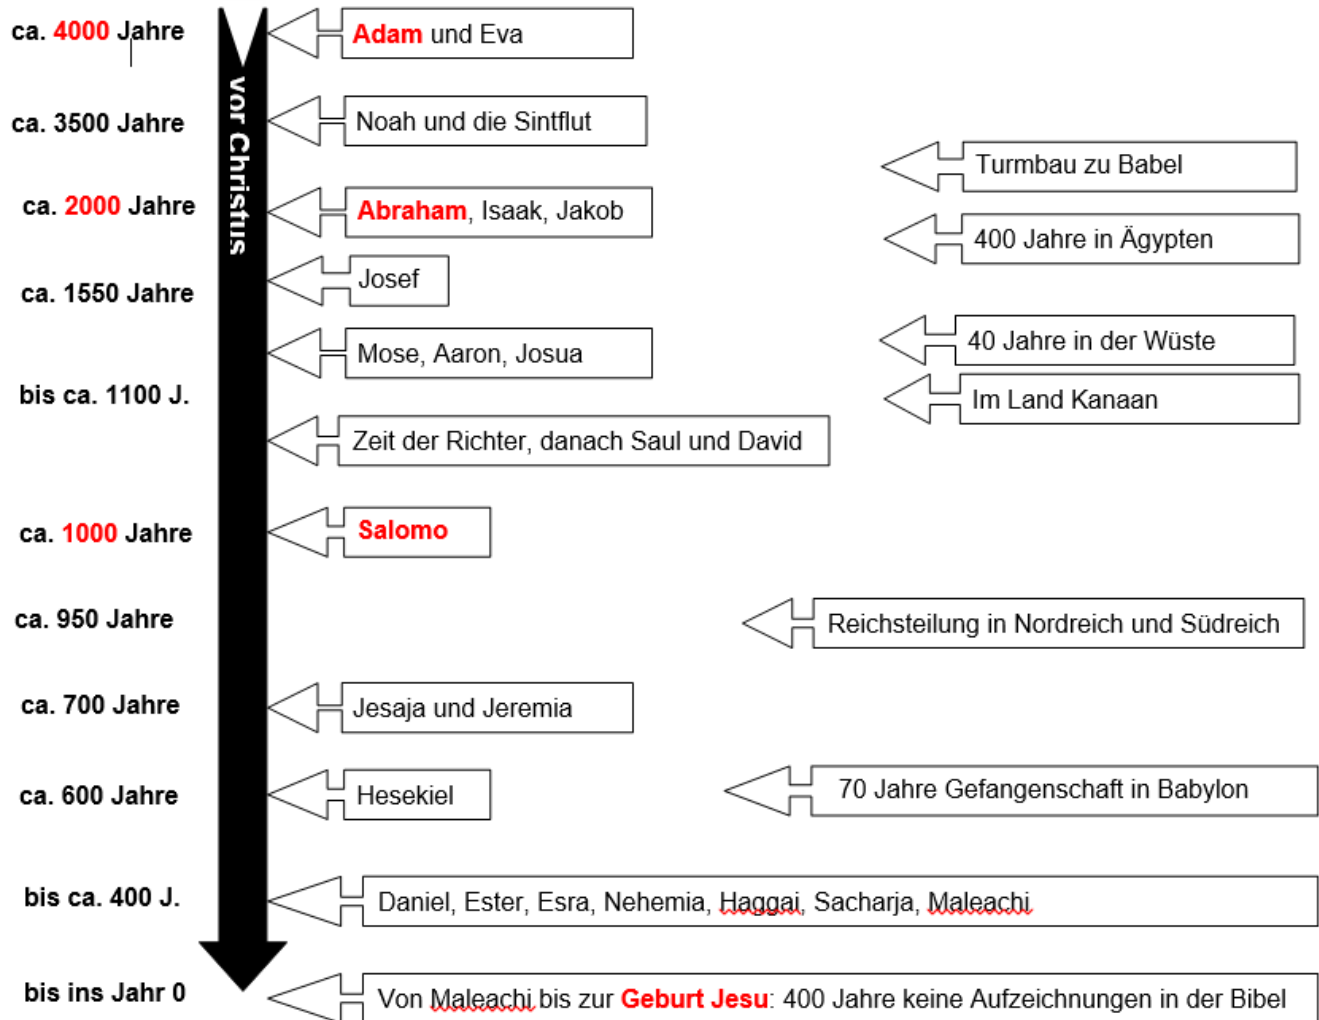 ca. 4000 Jahre
Adam und Eva
vor Christus
ca. 3500 Jahre
Noah und die Sintflut
Turmbau zu Babel
ca. 2000 Jahre
Abraham, Isaak, Jakob
400 Jahre in Ägypten
ca. 1550 Jahre
Josef
Mose, Aaron, Josua
40 Jahre in der Wüste
bis ca. 1100 J.
Im Land Kanaan
Zeit der Richter, danach Saul und David
ca. 1000 Jahre
Salomo
ca. 950 Jahre
Reichsteilung in Nordreich und Südreich
ca. 700 Jahre
Jesaja und Jeremia
ca. 600 Jahre
Hesekiel
70 Jahre Gefangenschaft in Babylon
bis ca. 400 J.
Daniel, Ester, Esra, Nehemia, Haggai, Sacharja, Maleachi
bis ins Jahr 0
Von Maleachi bis zur Geburt Jesu: 400 Jahre keine Aufzeichnungen in der Bibel